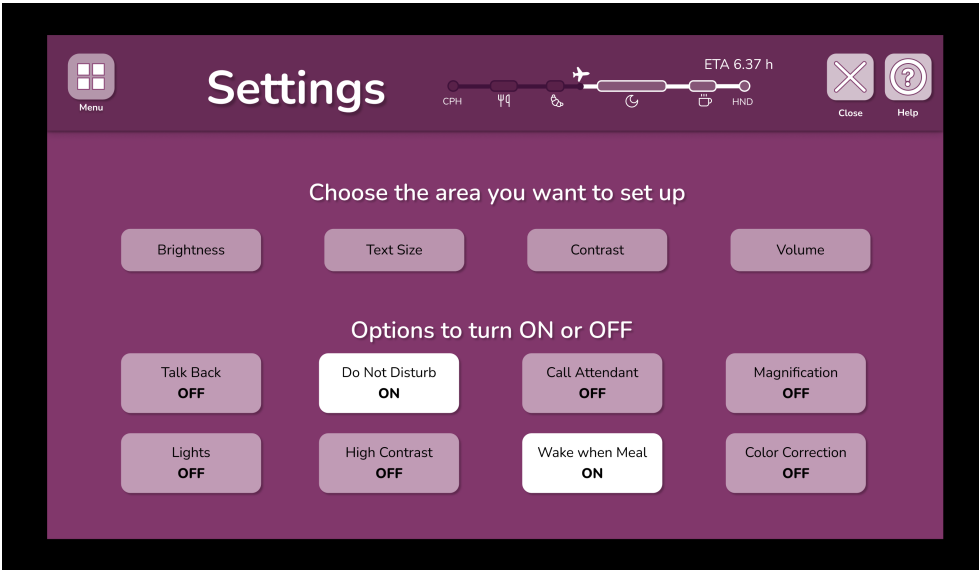 Menu
Settings
ETA 6.37 h
CPH
HND
Close
Help
Choose the area you want to set up
Brightness
Text Size
Contrast
Volume
Options to turn ON or OFF
Talk Back
OFF
Do Not Disturb
ON
Call Attendant
OFF
Magnification
OFF
Lights
OFF
High Contrast
OFF
Wake when Meal
ON
Color Correction
OFF